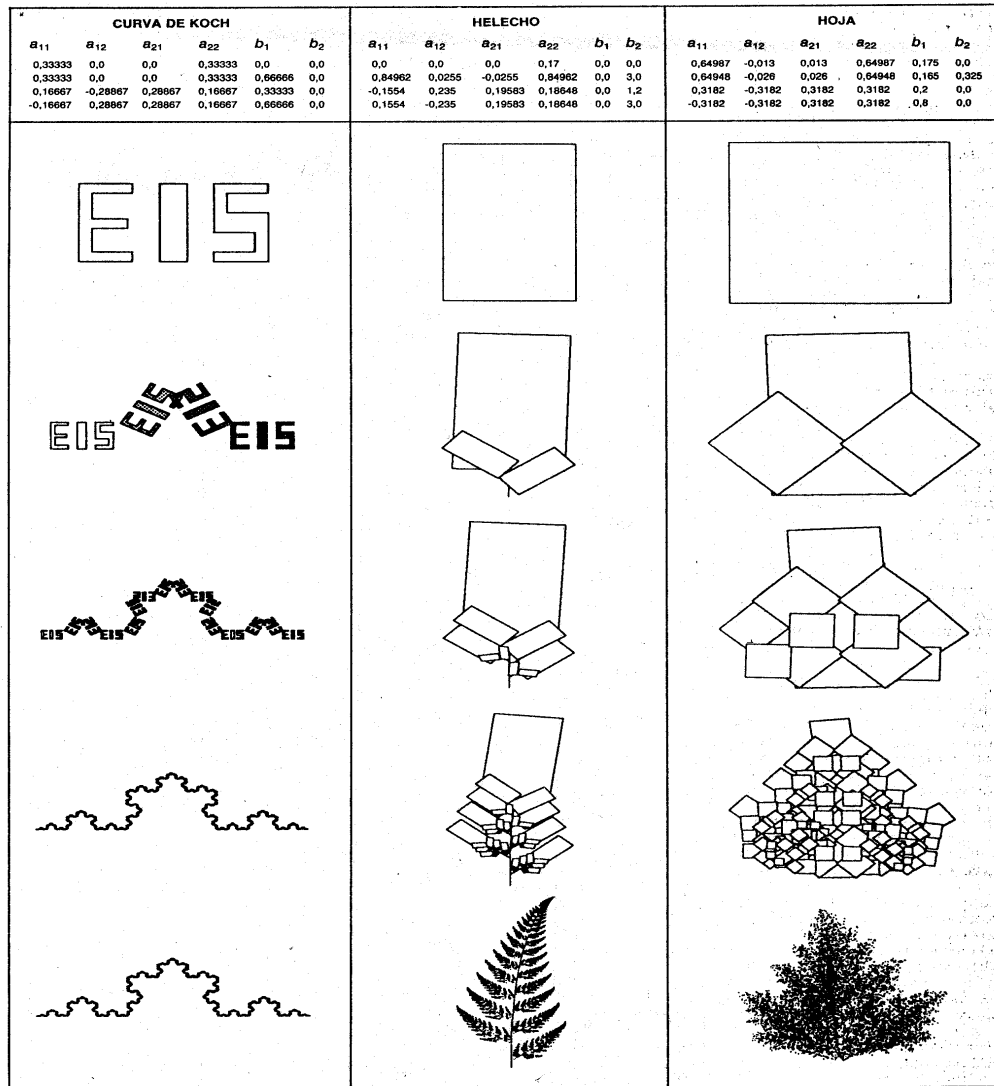 CURVA DE KOCH
a11 a12 a21 a22 b1 b2
0,33333 0,0 0,0 0,33333 0,0 0,0
0,33333 0,0 0,0 0,33333 0,66666 0,0
0,16667 -0,28867 0,28867 0,16667 0,33333 0,0
-0,16667 0,28867 0,28867 0,16667 0,66666 0,0
HELECHO
a11 a12 a21 a22 b1 b2
0,0 0,0 0,0 0,17 0,0 0,0
0,84962 0,0255 -0,0255 0,84962 0,0 3,0
-0,1554 0,235 0,19583 0,18648 0,0 1,2
0,1554 -0,235 0,19583 0,18648 0,0 3,0
HOJA
a11 a12 a21 a22 b1 b2
0,64987 -0,013 0,013 0,64987 0,175 0,0
0,64948 -0,026 0,026 0,64948 0,165 0,325
0,3182 -0,3182 0,3182 0,3182 0,2 0,0
-0,3182 -0,3182 0,3182 0,3182 0,8 0,0
EIS
EIS EIS EIS EIS